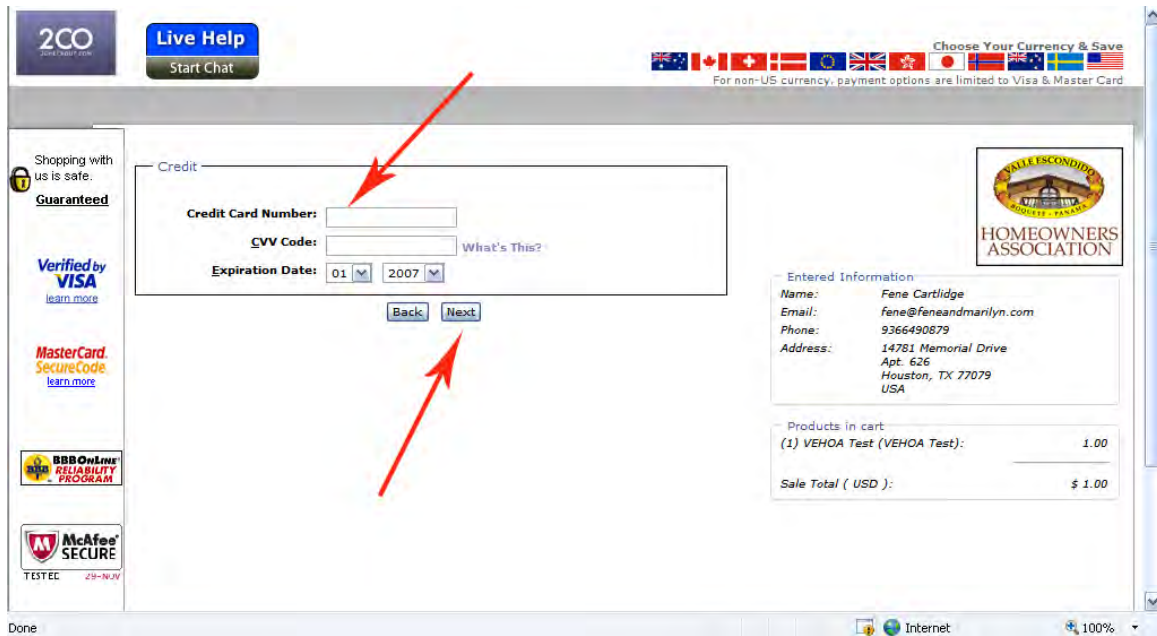 2CO
Live Help
Start Chat
Choose Your Currency & Save
For non-US currency, payment options are limited to Visa & Master Card
Shopping with
us is safe.
Guaranteed
Verified by
VISA
learn more
MasterCard.
SecureCode.
learn more
BBBONLINE
BBB
RELIABILITY
PROGRAM
McAfee
SECURE
TESTED 29-NOV
Credit
Credit Card Number:
CVV Code:
What's This?
Expiration Date:
01
2007
Back
Next
VALLE ESCONDIDO
BOQUETE - PANAMA
HOMEOWNERS
ASSOCIATION
Entered Information
Name: Fene Cartlidge
Email: fene@feneandmarilyn.com
Phone: 9366490879
Address: 14781 Memorial Drive
Apt. 626
Houston, TX 77079
USA
Products in cart
(1) VEHOA Test (VEHOA Test): 1.00
Sale Total ( USD ): $ 1.00
Done
Internet
100%